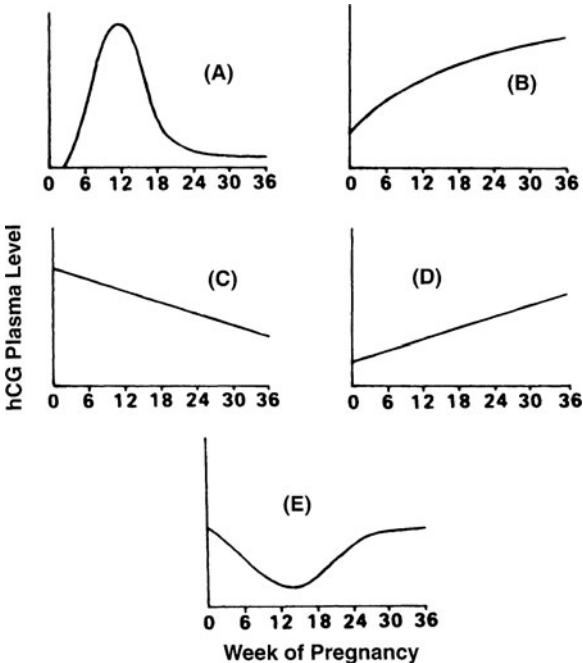 (A)
(B)
0 6 12 18 24 30 36
0 6 12 18 24 30 36
hCG Plasma Level
(C)
(D)
0 6 12 18 24 30 36
0 6 12 18 24 30 36
(E)
0 6 12 18 24 30 36
Week of Pregnancy